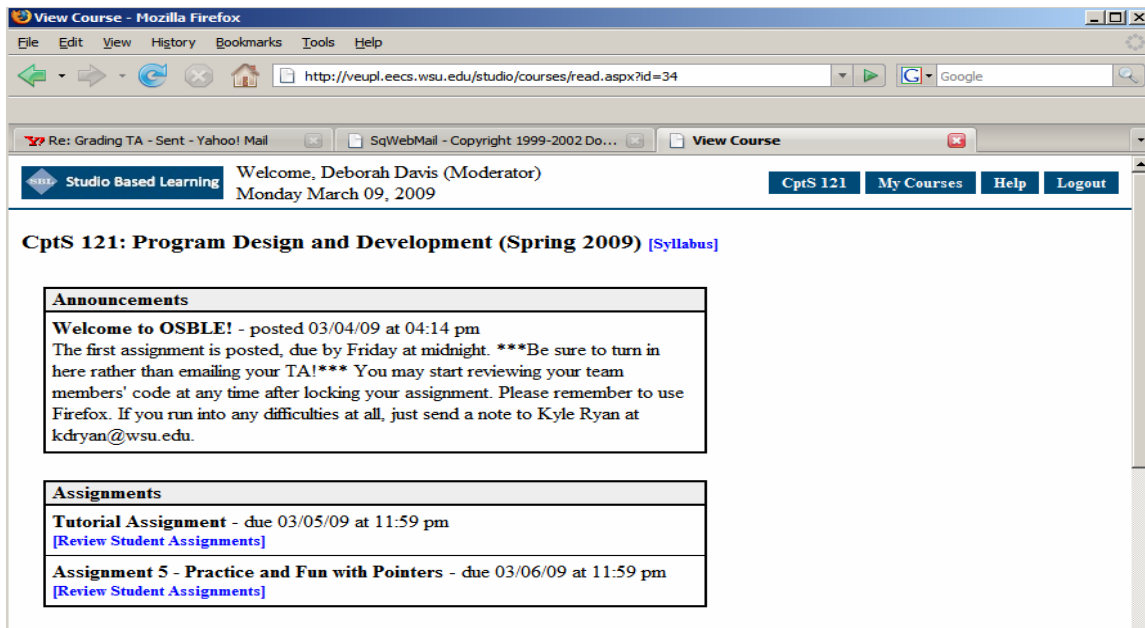 View Course - Mozilla Firefox
File Edit View History Bookmarks Tools Help
http://veupl.eecs.wsu.edu/studio/courses/read.aspx?id=34
G Google
Re: Grading TA - Sent - Yahoo! Mail
SqWebMail - Copyright 1999-2002 Do...
View Course
SBL Studio Based Learning
Welcome, Deborah Davis (Moderator)
Monday March 09, 2009
CptS 121 My Courses Help Logout
CptS 121: Program Design and Development (Spring 2009) [Syllabus]
Announcements
Welcome to OSBLE! - posted 03/04/09 at 04:14 pm
The first assignment is posted, due by Friday at midnight. ***Be sure to turn in
here rather than emailing your TA!*** You may start reviewing your team
members' code at any time after locking your assignment. Please remember to use
Firefox. If you run into any difficulties at all, just send a note to Kyle Ryan at
kdryan@wsu.edu.
Assignments
Tutorial Assignment - due 03/05/09 at 11:59 pm
[Review Student Assignments]
Assignment 5 - Practice and Fun with Pointers - due 03/06/09 at 11:59 pm
[Review Student Assignments]